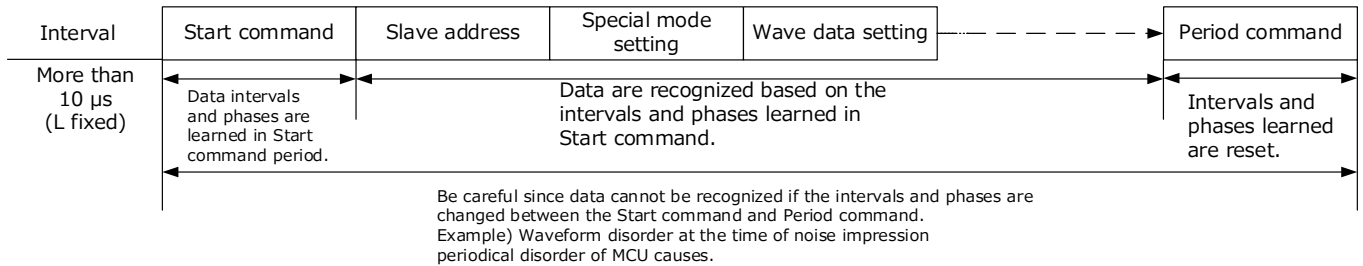 Interval
Start command
Slave address
Special mode
setting
Wave data setting
Period command
More than
10 µs
(L fixed)
Data intervals
and phases are
learned in Start
command period.
Data are recognized based on the
intervals and phases learned in
Start command.
Intervals and
phases learned
are reset.
Be careful since data cannot be recognized if the intervals and phases are
changed between the Start command and Period command.
Example) Waveform disorder at the time of noise impression
periodical disorder of MCU causes.